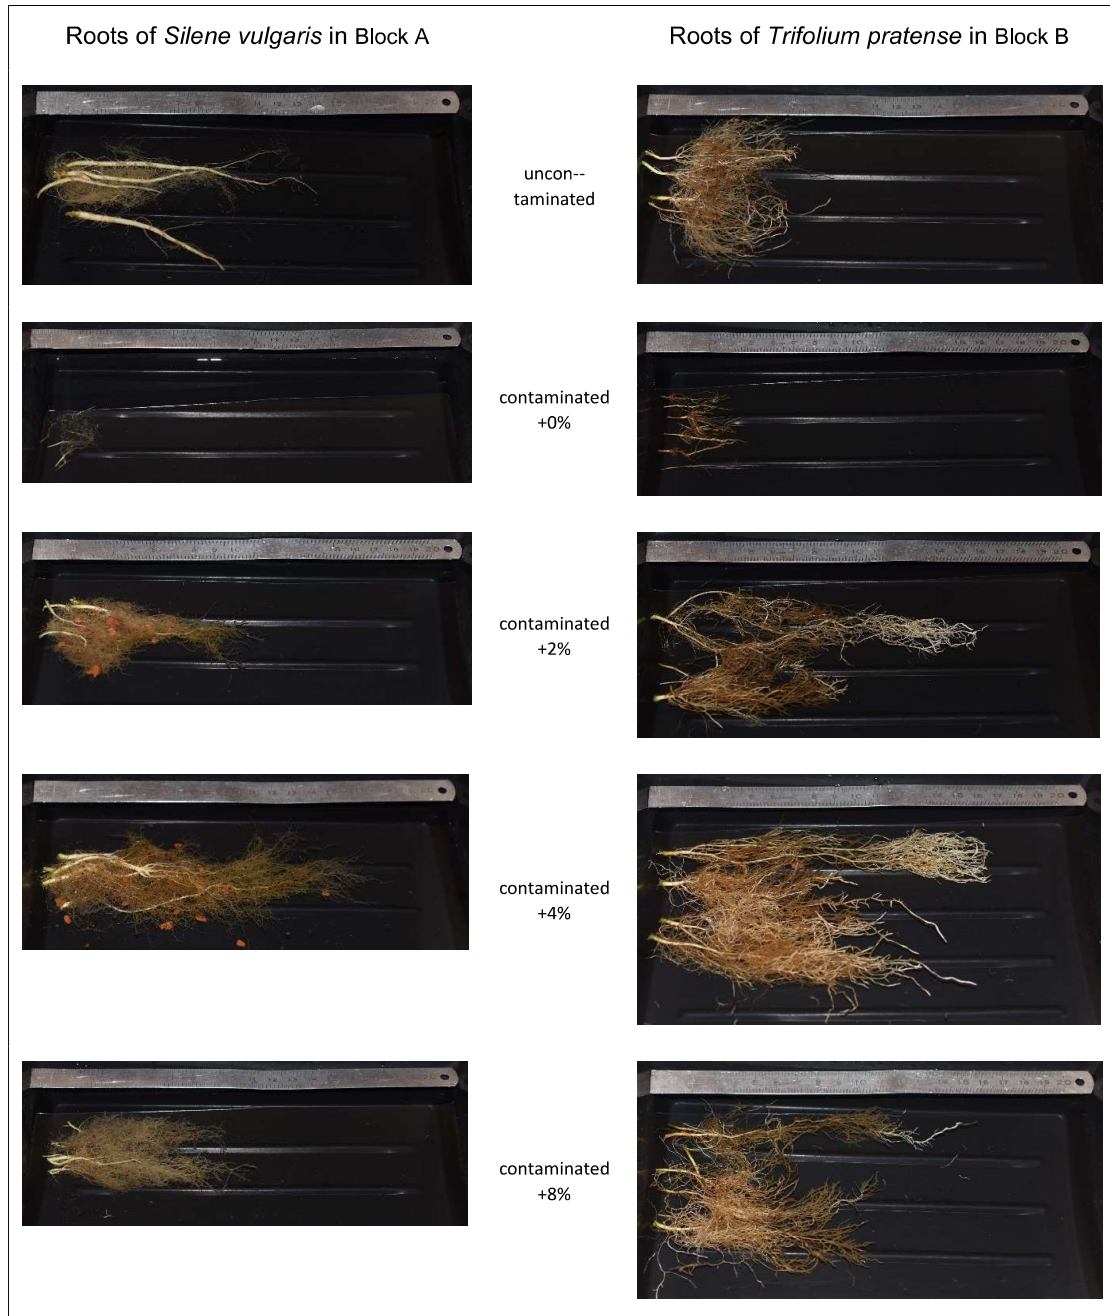 Roots of Silene vulgaris in Block A
Roots of Trifolium pratense in Block B
uncon--
taminated
contaminated
+0%
contaminated
+2%
contaminated
+4%
contaminated
+8%